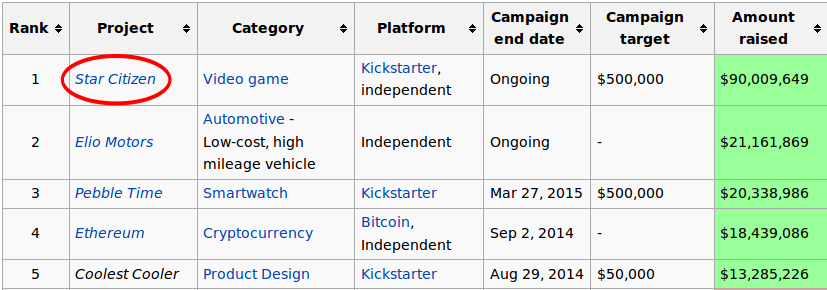 Rank Project Category Platform Campaign end date Campaign target Amount raised
1 Star Citizen Video game Kickstarter, independent Ongoing $500,000 $90,009,649
2 Elio Motors Automotive - Low-cost, high mileage vehicle Independent Ongoing - $21,161,869
3 Pebble Time Smartwatch Kickstarter Mar 27, 2015 $500,000 $20,338,986
4 Ethereum Cryptocurrency Bitcoin, Independent Sep 2, 2014 - $18,439,086
5 Coolest Cooler Product Design Kickstarter Aug 29, 2014 $50,000 $13,285,226